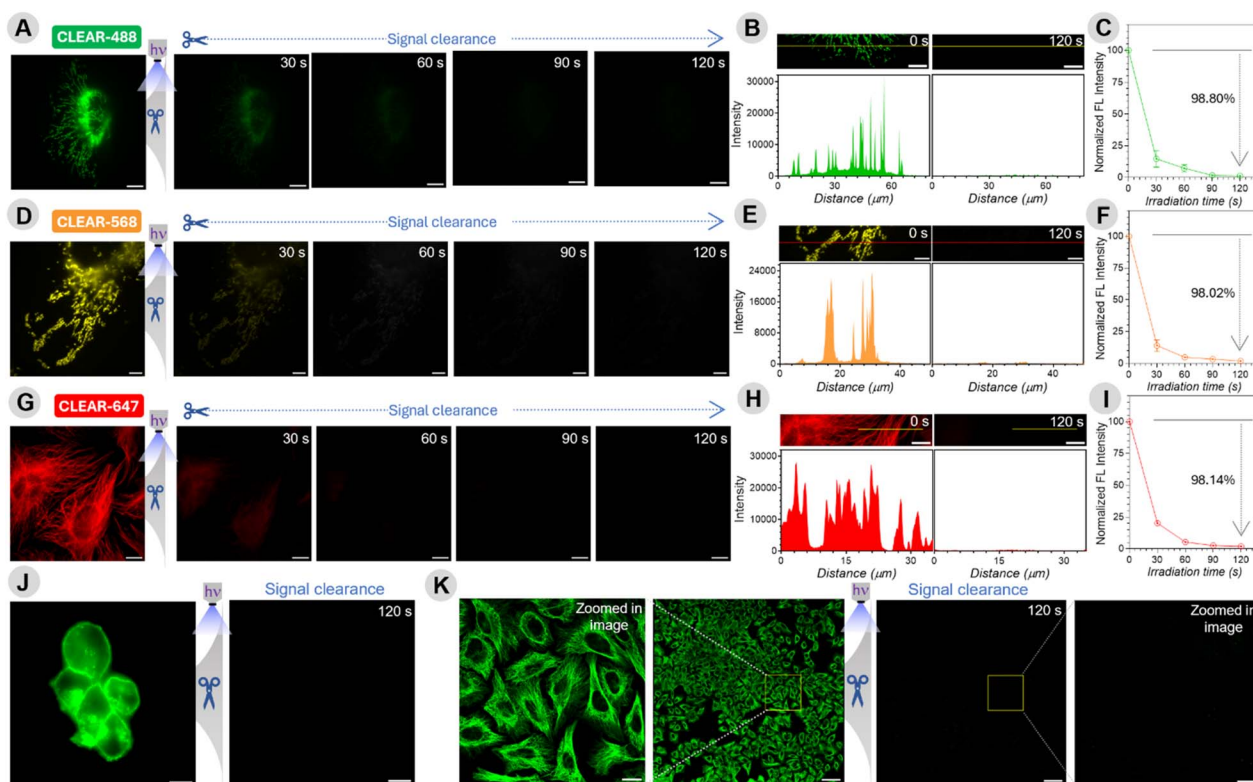 A
CLEAR-488
hν
Signal clearance
30 s
60 s
90 s
120 s
B
0 s
120 s
Intensity
30000
20000
10000
0
0 20 40 60
0 30 60
Distance (μm)
Distance (μm)
C
Normalized FL Intensity
100
75
50
25
0
98.80%
0 30 60 90 120
Irradiation time (s)
D
CLEAR-568
hν
Signal clearance
30 s
60 s
90 s
120 s
E
0 s
120 s
Intensity
24000
16000
8000
0
0 20 40
0 20 40
Distance (μm)
Distance (μm)
F
Normalized FL Intensity
100
75
50
25
0
98.02%
0 30 60 90 120
Irradiation time (s)
G
CLEAR-647
hν
Signal clearance
30 s
60 s
90 s
120 s
H
0 s
120 s
Intensity
30000
20000
10000
0
0 15 30
0 15 30
Distance (μm)
Distance (μm)
I
Normalized FL Intensity
100
75
50
25
0
98.14%
0 30 60 90 120
Irradiation time (s)
J
hν
Signal clearance
120 s
K
Zoomed in
image
hν
Signal clearance
120 s
Zoomed in
image